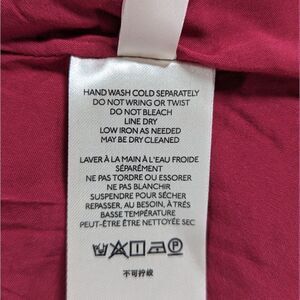 HAND WASH COLD SEPARATELY
DO NOT WRING OR TWIST
DO NOT BLEACH
LINE DRY
LOW IRON AS NEEDED
MAY BE DRY CLEANED
LAVER À LA MAIN À L'EAU FROIDE
SÉPARÉMENT
NE PAS TORDRE OU ESSORER
NE PAS BLANCHIR
SUSPENDRE POUR SÉCHER
REPASSER, AU BESOIN, À TRÈS
BASSE TEMPÉRATURE
PEUT-ÊTRE ÊTRE NETTOYÉE SEC
不可拧绞